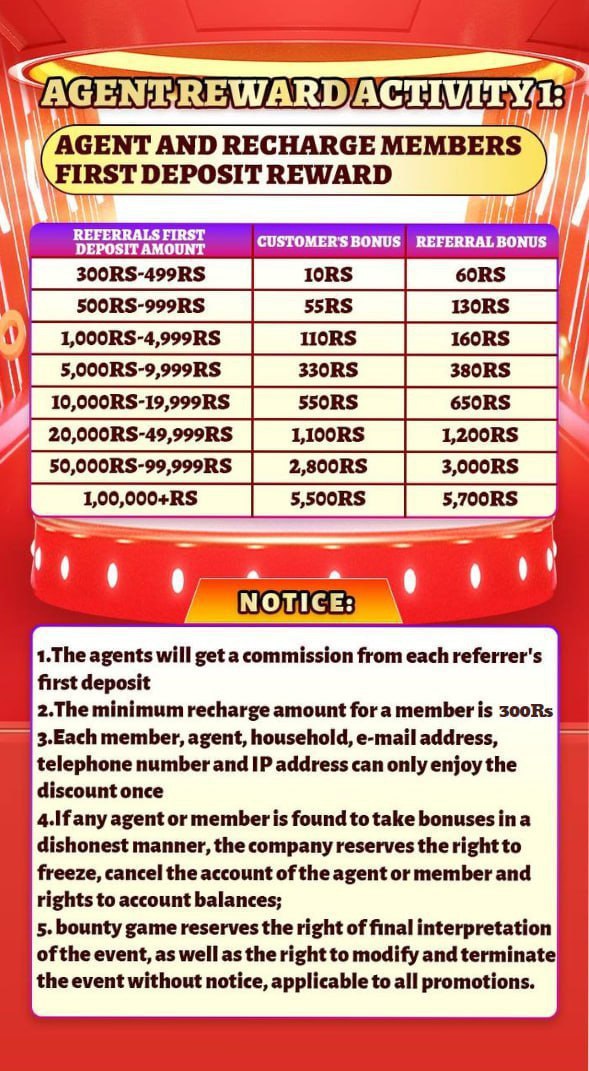 AGENT REWARD ACTIVITY 1:
AGENT AND RECHARGE MEMBERS
FIRST DEPOSIT REWARD
REFERRALS FIRST
DEPOSIT AMOUNT
CUSTOMER'S BONUS
REFERRAL BONUS
300RS-499RS 10RS 60RS
500RS-999RS 55RS 130RS
1,000RS-4,999RS 110RS 160RS
5,000RS-9,999RS 330RS 380RS
10,000RS-19,999RS 550RS 650RS
20,000RS-49,999RS 1,100RS 1,200RS
50,000RS-99,999RS 2,800RS 3,000RS
1,00,000+RS 5,500RS 5,700RS
NOTICE:
1.The agents will get a commission from each referrer's
first deposit
2.The minimum recharge amount for a member is 300Rs
3.Each member, agent, household, e-mail address,
telephone number and IP address can only enjoy the
discount once
4.If any agent or member is found to take bonuses in a
dishonest manner, the company reserves the right to
freeze, cancel the account of the agent or member and
rights to account balances;
5. bounty game reserves the right of final interpretation
of the event, as well as the right to modify and terminate
the event without notice, applicable to all promotions.